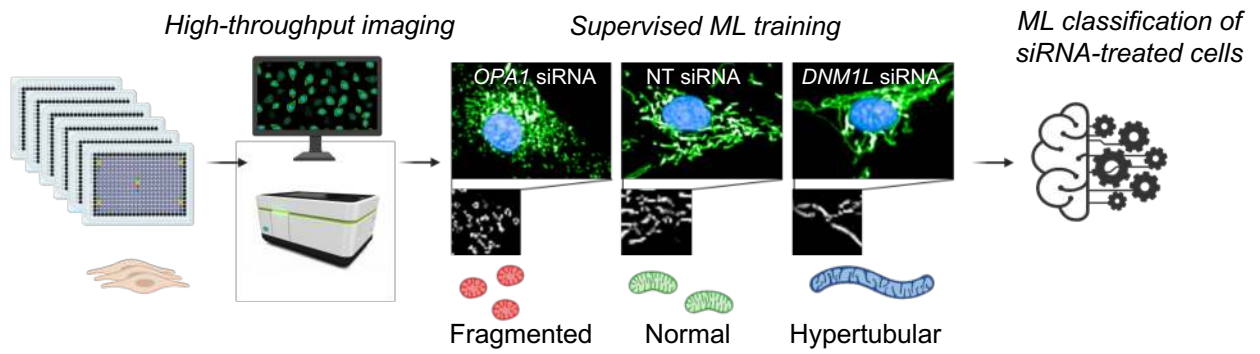 High-throughput imaging
Supervised ML training
ML classification of
siRNA-treated cells
OPA1 siRNA
NT siRNA
DNM1L siRNA
Fragmented
Normal
Hypertubular